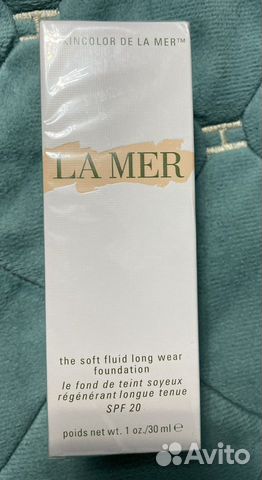 KINCOLOR DE LA MER™
LA MER
the soft fluid long wear
foundation
le fond de teint soyeux
régénérant longue tenue
SPF 20
poids net wt. 1 oz./30 ml ℮
Avito